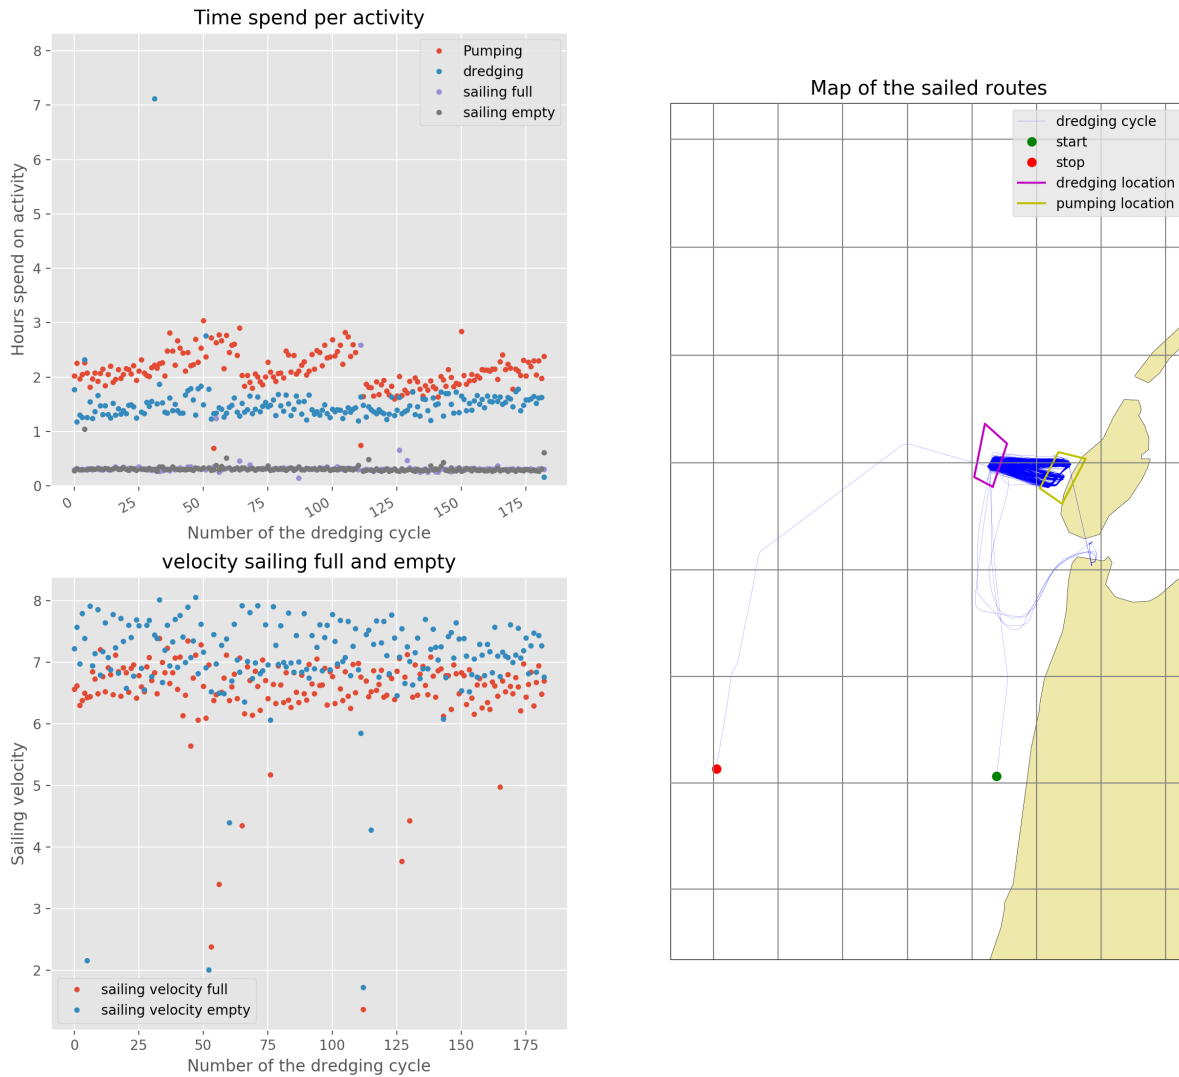 Time spend per activity
8
7
6
5
4
3
2
1
0
Hours spend on activity
Pumping
dredging
sailing full
sailing empty
0 25 50 75 100 125 150 175
Number of the dredging cycle
velocity sailing full and empty
8
7
6
5
4
3
2
Sailing velocity
sailing velocity full
sailing velocity empty
0 25 50 75 100 125 150 175
Number of the dredging cycle
Map of the sailed routes
dredging cycle
start
stop
dredging location
pumping location